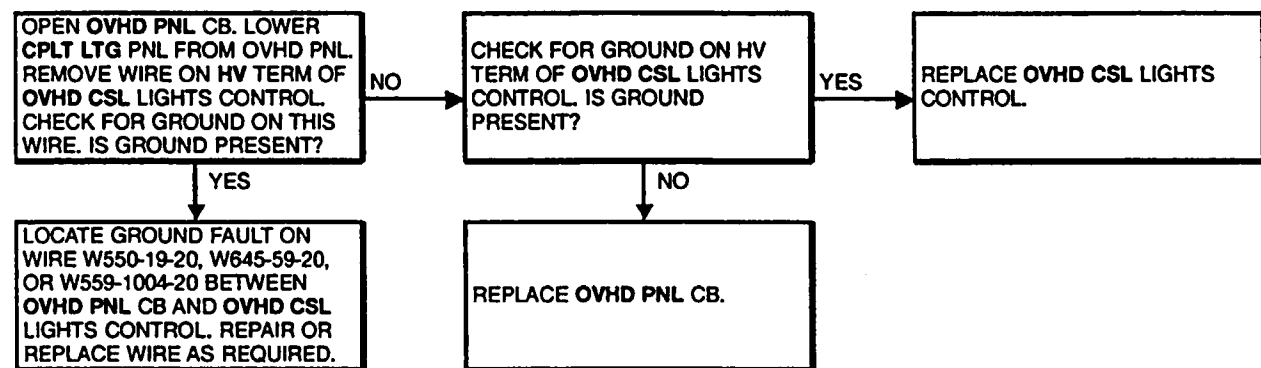 OPEN OVHD PNL CB. LOWER
CPLT LTG PNL FROM OVHD PNL.
REMOVE WIRE ON HV TERM OF
OVHD CSL LIGHTS CONTROL.
CHECK FOR GROUND ON THIS
WIRE. IS GROUND PRESENT?
NO
CHECK FOR GROUND ON HV
TERM OF OVHD CSL LIGHTS
CONTROL. IS GROUND
PRESENT?
YES
REPLACE OVHD CSL LIGHTS
CONTROL.
YES
LOCATE GROUND FAULT ON
WIRE W550-19-20, W645-59-20,
OR W559-1004-20 BETWEEN
OVHD PNL CB AND OVHD CSL
LIGHTS CONTROL. REPAIR OR
REPLACE WIRE AS REQUIRED.
NO
REPLACE OVHD PNL CB.